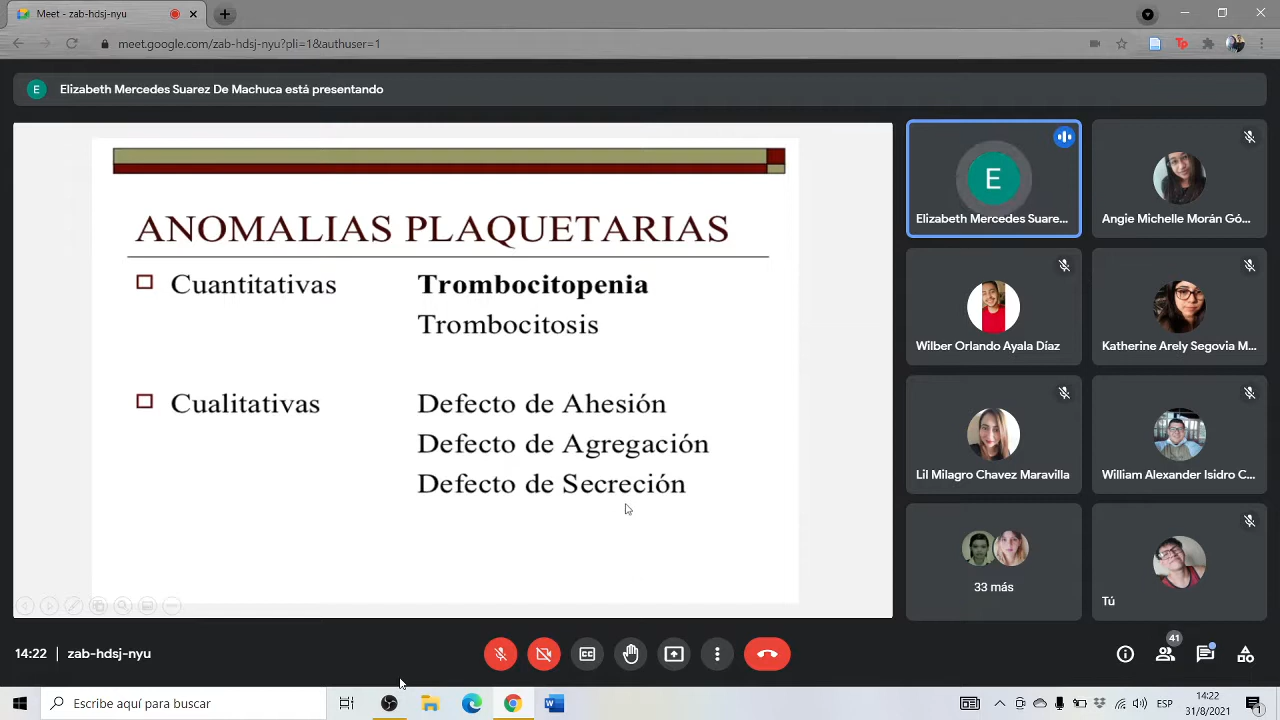 Meet - zab-hdsj-nyu
meet.google.com/zab-hdsj-nyu?pli=1&authuser=1
Tp
E Elizabeth Mercedes Suarez De Machuca está presentando
ANOMALIAS PLAQUETARIAS
Cuantitativas Trombocitopenia
Trombocitosis
Cualitativas Defecto de Ahesión
Defecto de Agregación
Defecto de Secreción
E
Elizabeth Mercedes Suare...
Angie Michelle Morán Gó...
Wilber Orlando Ayala Díaz
Katherine Arely Segovia M...
Lil Milagro Chavez Maravilla
William Alexander Isidro C...
33 más
Tú
14:22 | zab-hdsj-nyu
41
Escribe aquí para buscar
ESP
14:22
31/8/2021
1